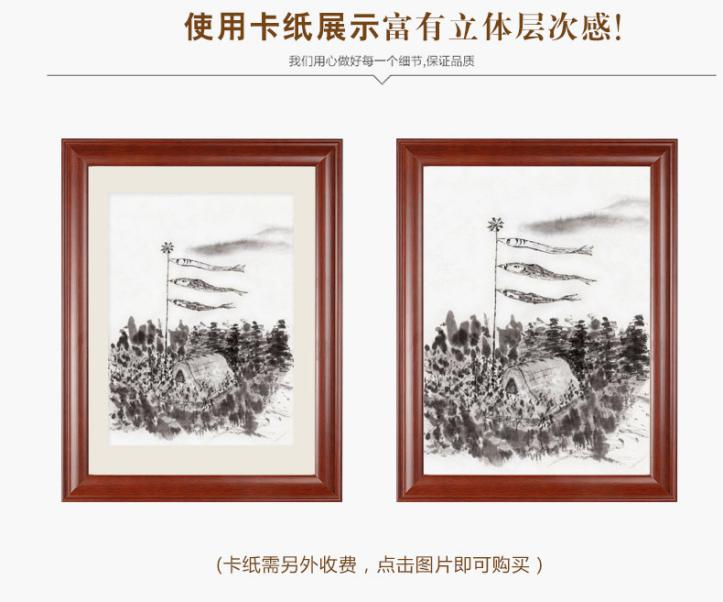 使用卡纸展示富有立体层次感!
我们用心做好每一个细节,保证品质
(卡纸需另外收费，点击图片即可购买 )